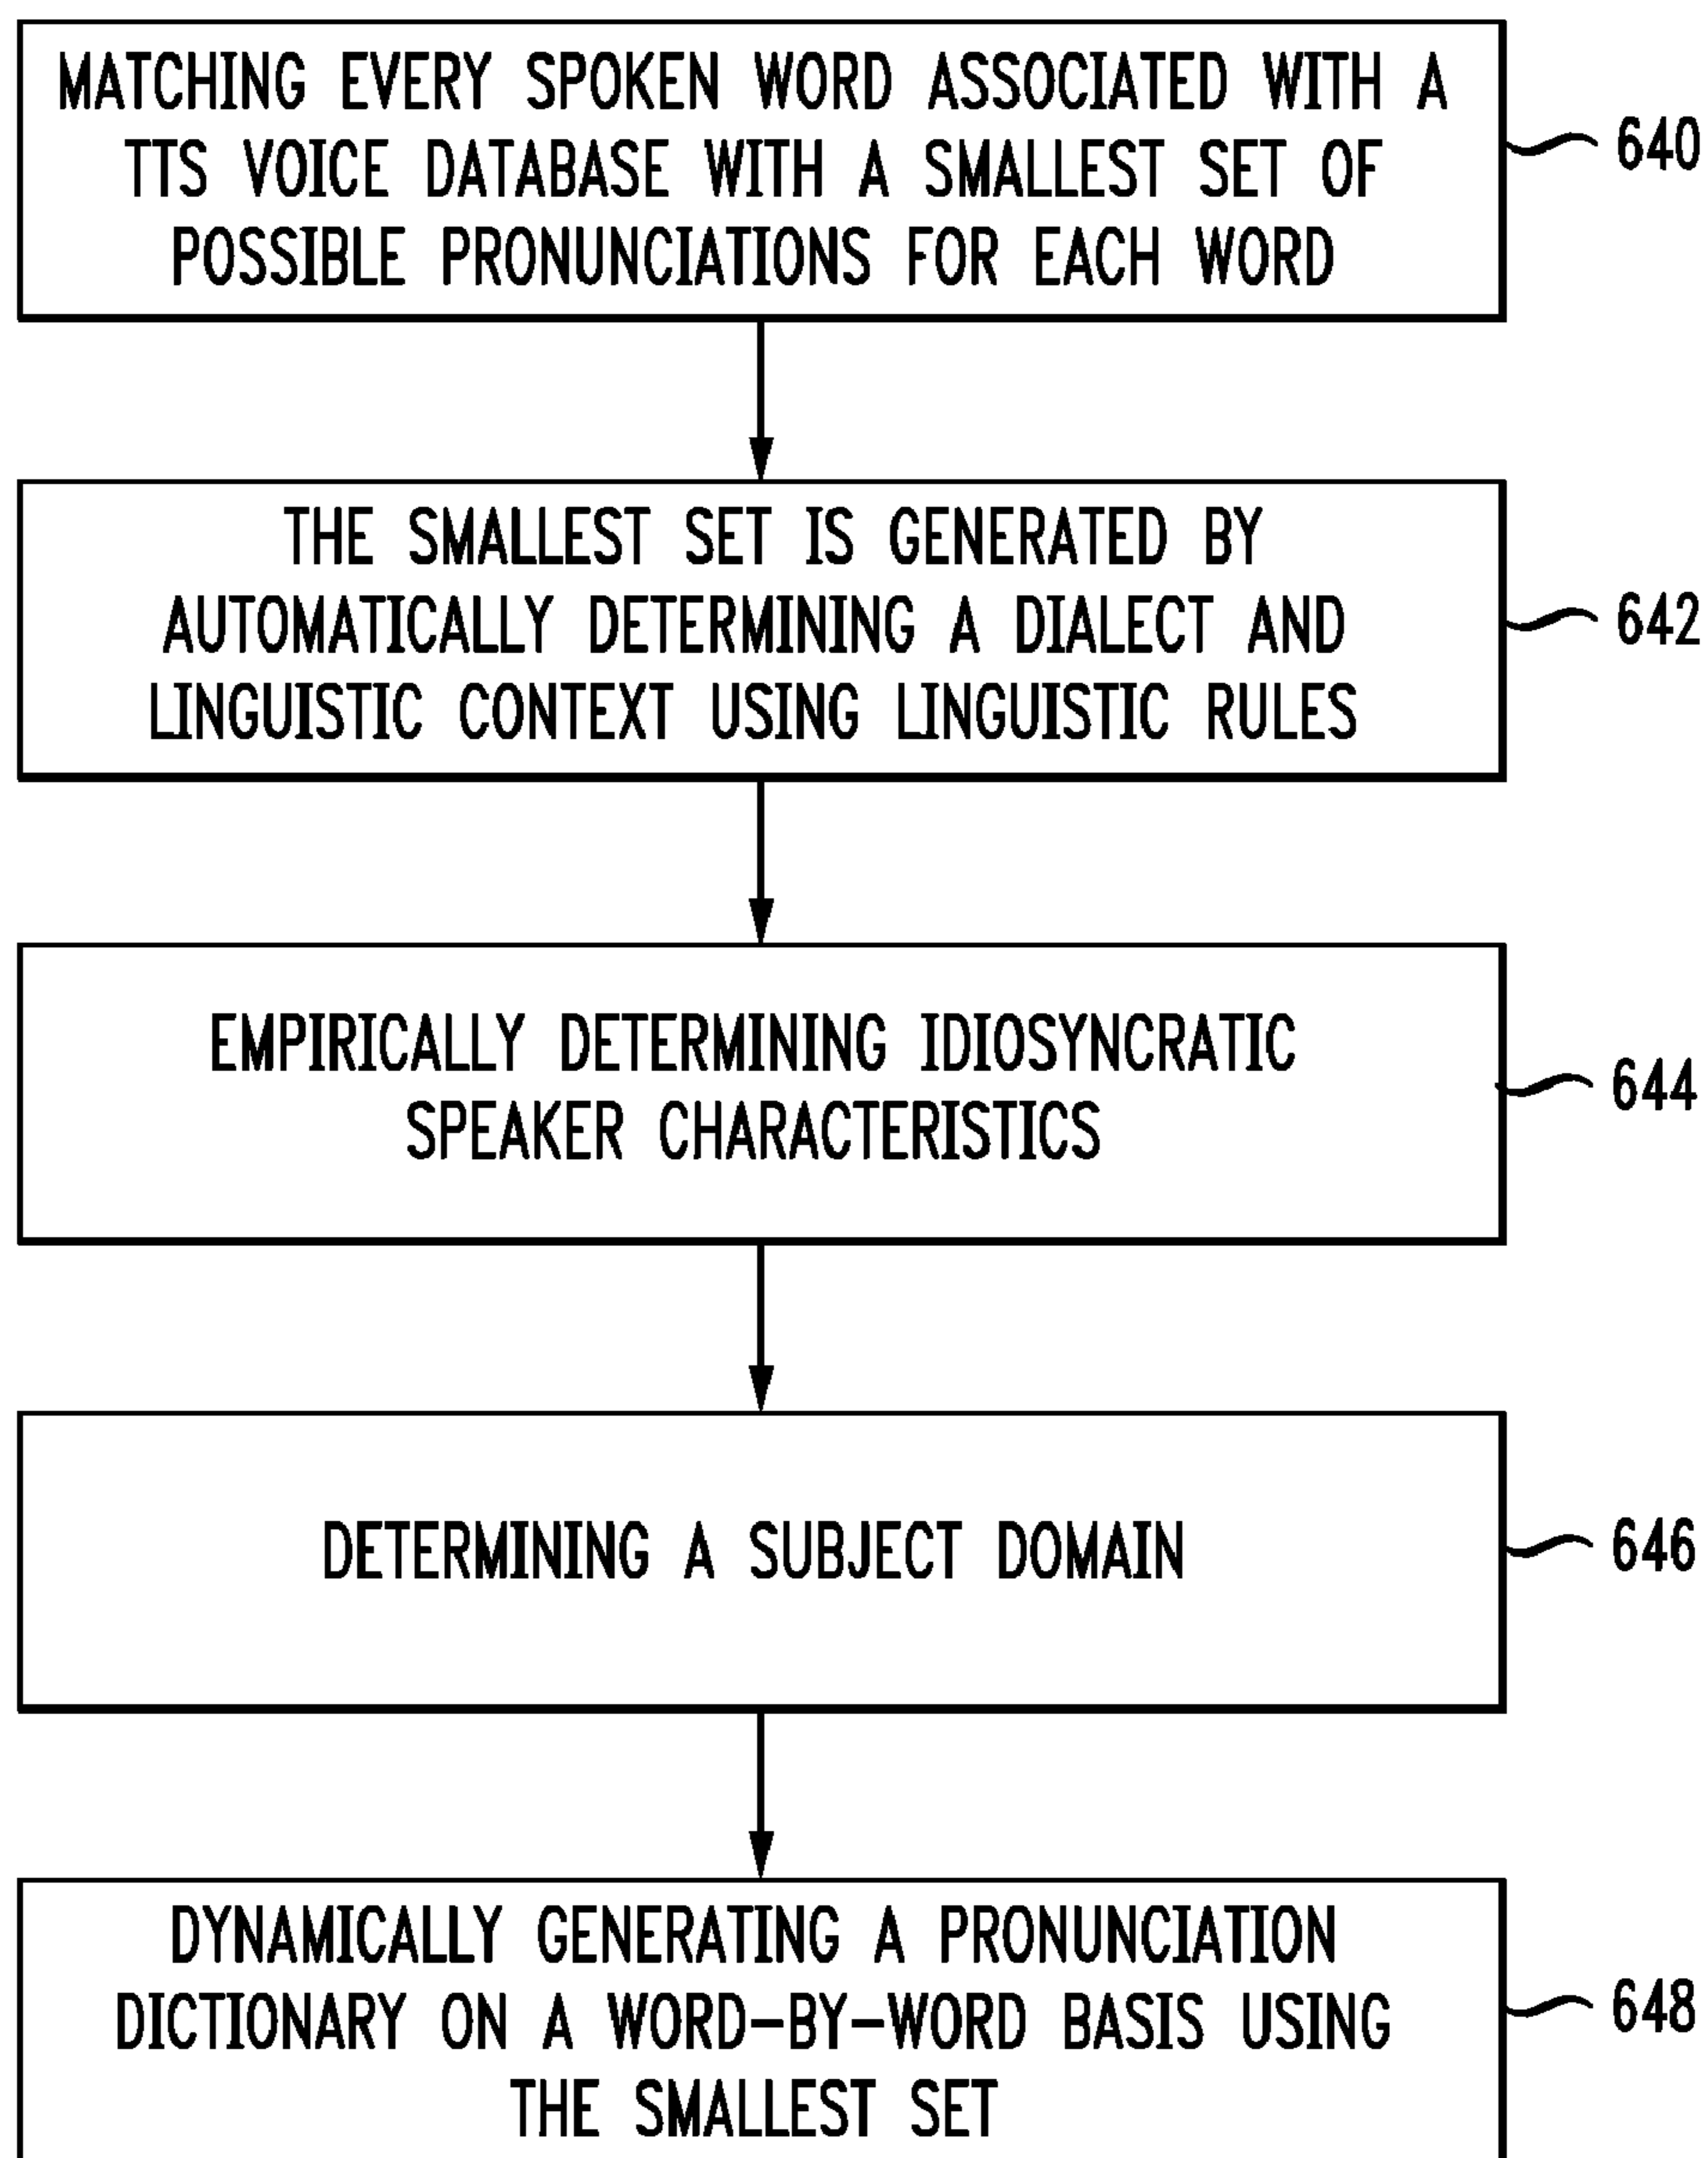 MATCHING EVERY SPOKEN WORD ASSOCIATED WITH A
TTS VOICE DATABASE WITH A SMALLEST SET OF
POSSIBLE PRONUNCIATIONS FOR EACH WORD
640
THE SMALLEST SET IS GENERATED BY
AUTOMATICALLY DETERMINING A DIALECT AND
LINGUISTIC CONTEXT USING LINGUISTIC RULES
642
EMPIRICALLY DETERMINING IDIOSYNCRATIC
SPEAKER CHARACTERISTICS
644
DETERMINING A SUBJECT DOMAIN
646
DYNAMICALLY GENERATING A PRONUNCIATION
DICTIONARY ON A WORD-BY-WORD BASIS USING
THE SMALLEST SET
648